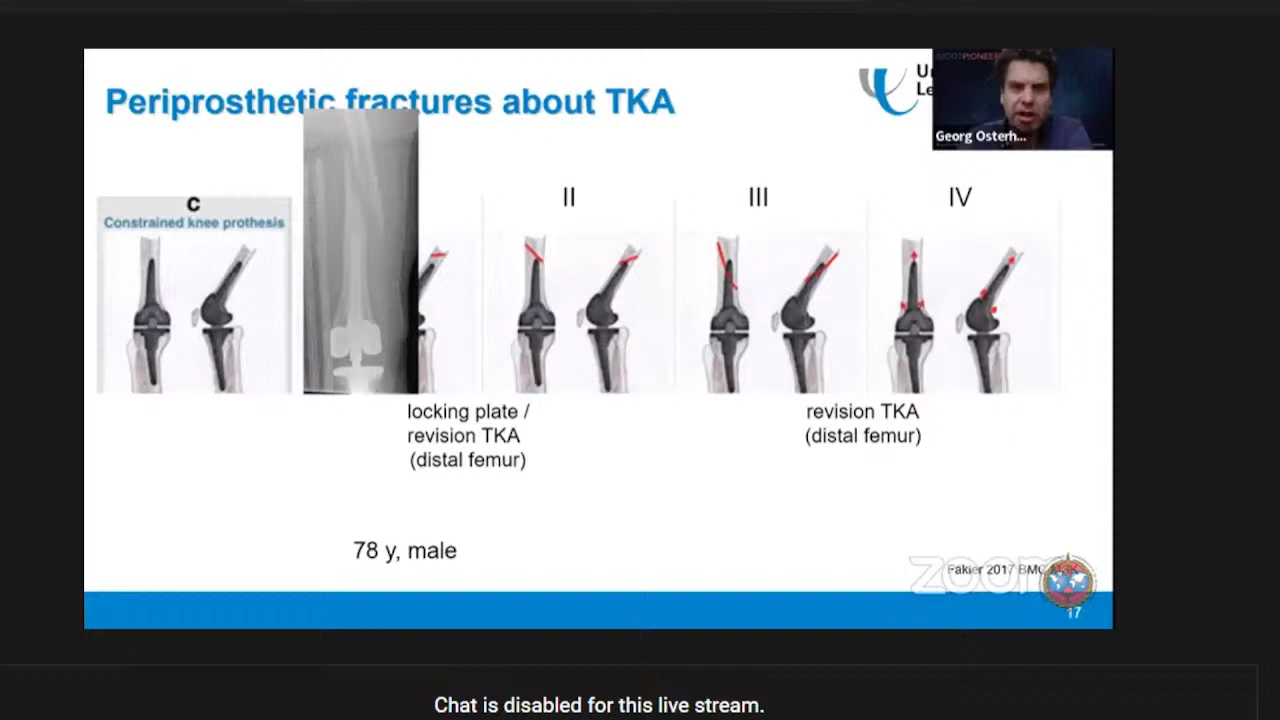 Periprosthetic fractures about TKA
Georg Osterh...
C
Constrained knee prothesis
II
III
IV
locking plate /
revision TKA
(distal femur)
revision TKA
(distal femur)
78 y, male
Fakler 2017 BMC
zoom
17
Chat is disabled for this live stream.